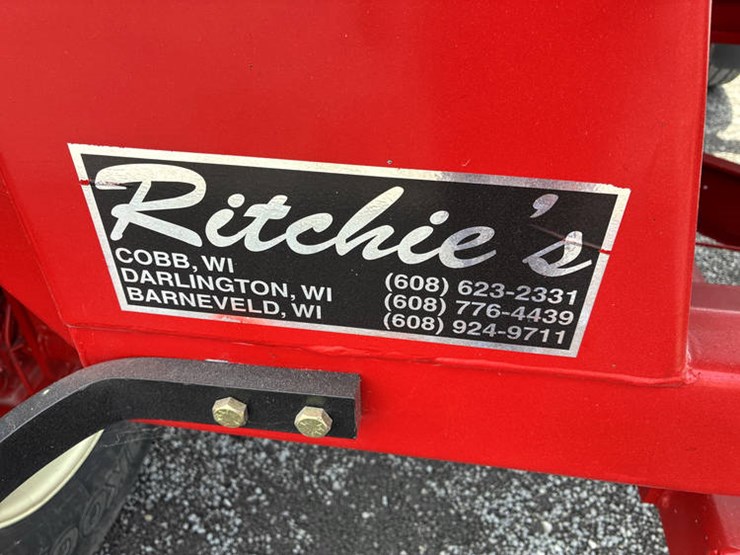 Ritchie's
COBB, WI (608) 623-2331
DARLINGTON, WI (608) 776-4439
BARNEVELD, WI (608) 924-9711